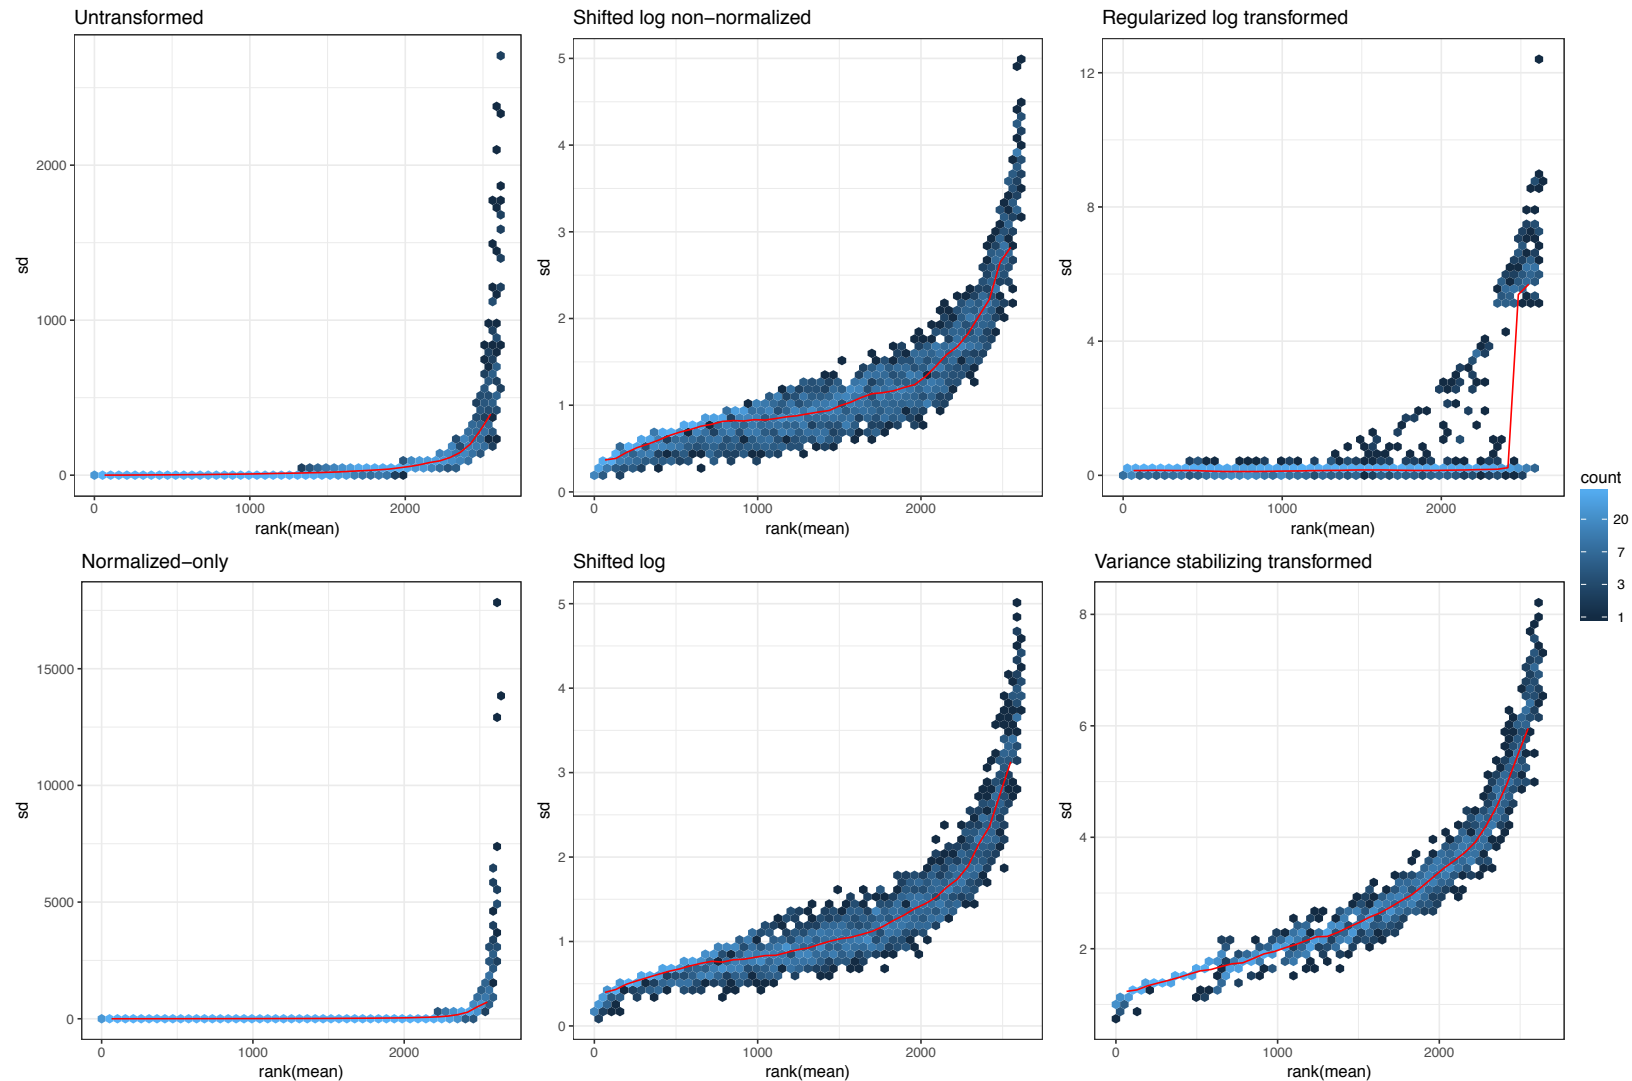 Untransformed
2000
1000
0
sd
0
1000
2000
rank(mean)
Shifted log non−normalized
5
4
3
2
1
0
sd
0
1000
2000
rank(mean)
Regularized log transformed
12
8
4
0
sd
0
1000
2000
rank(mean)
count
20
7
3
1
Normalized−only
15000
10000
5000
0
sd
0
1000
2000
rank(mean)
Shifted log
5
4
3
2
1
0
sd
0
1000
2000
rank(mean)
Variance stabilizing transformed
8
6
4
2
sd
0
1000
2000
rank(mean)